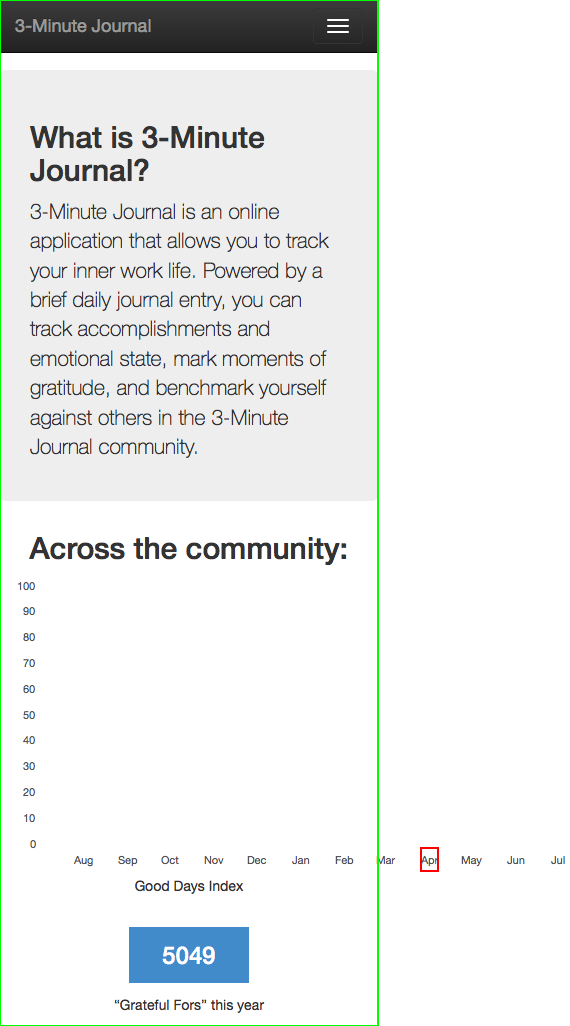 3-Minute Journal
What is 3-Minute
Journal?
3-Minute Journal is an online
application that allows you to track
your inner work life. Powered by a
brief daily journal entry, you can
track accomplishments and
emotional state, mark moments of
gratitude, and benchmark yourself
against others in the 3-Minute
Journal community.
Across the community:
100
90
80
70
60
50
40
30
20
10
0
Aug Sep Oct Nov Dec Jan Feb Mar Apr May Jun Jul
Good Days Index
5049
“Grateful Fors” this year